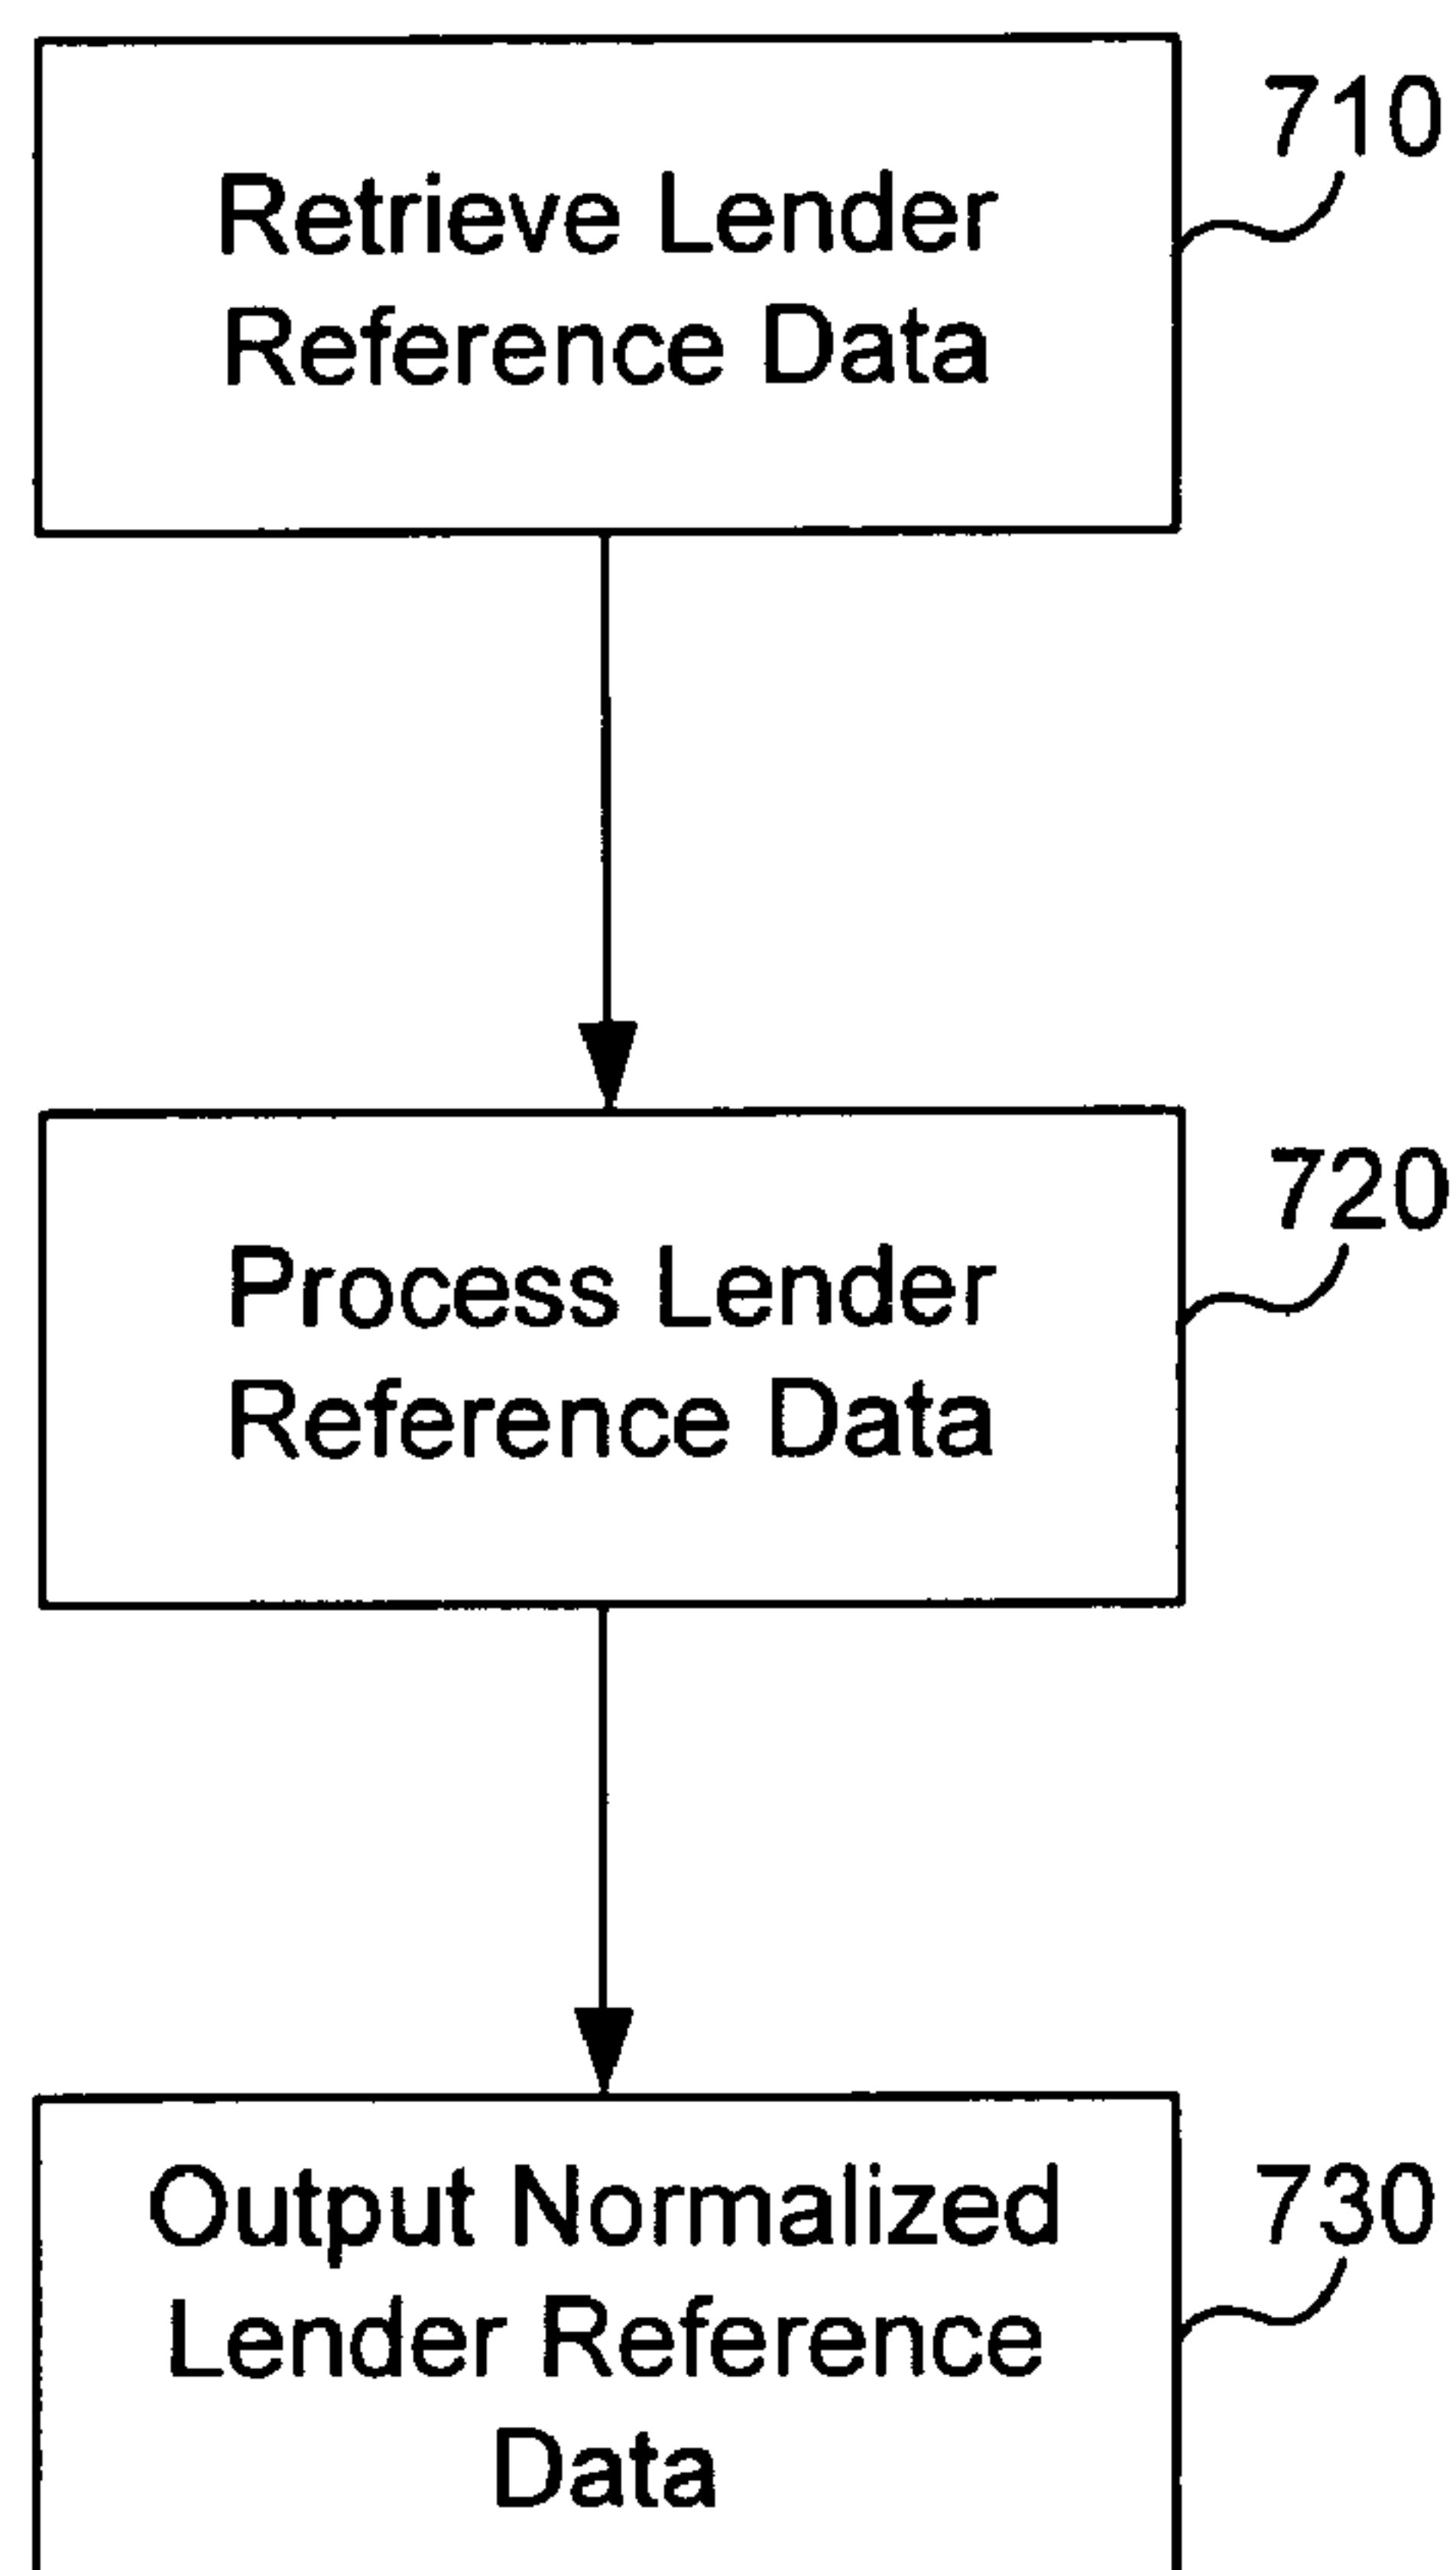 Retrieve Lender
Reference Data
710
Process Lender
Reference Data
720
Output Normalized
Lender Reference
Data
730